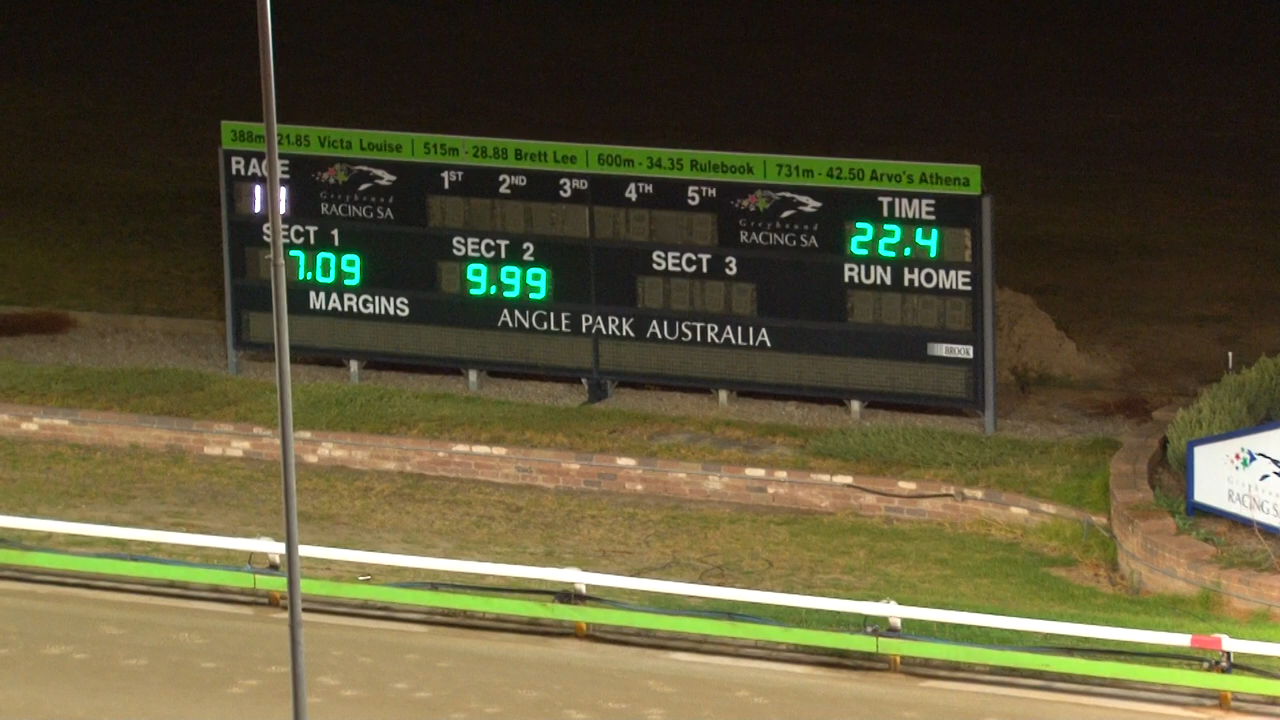 388m - 21.85 Victa Louise | 515m - 28.88 Brett Lee | 600m - 34.35 Rulebook | 731m - 42.50 Arvo's Athena
RACE 1ST 2ND 3RD 4TH 5TH TIME
11 Greyhound RACING SA Greyhound RACING SA 22.4
SECT 1 SECT 2 SECT 3 RUN HOME
7.09 9.99
MARGINS ANGLE PARK AUSTRALIA
BROOK
RACING S